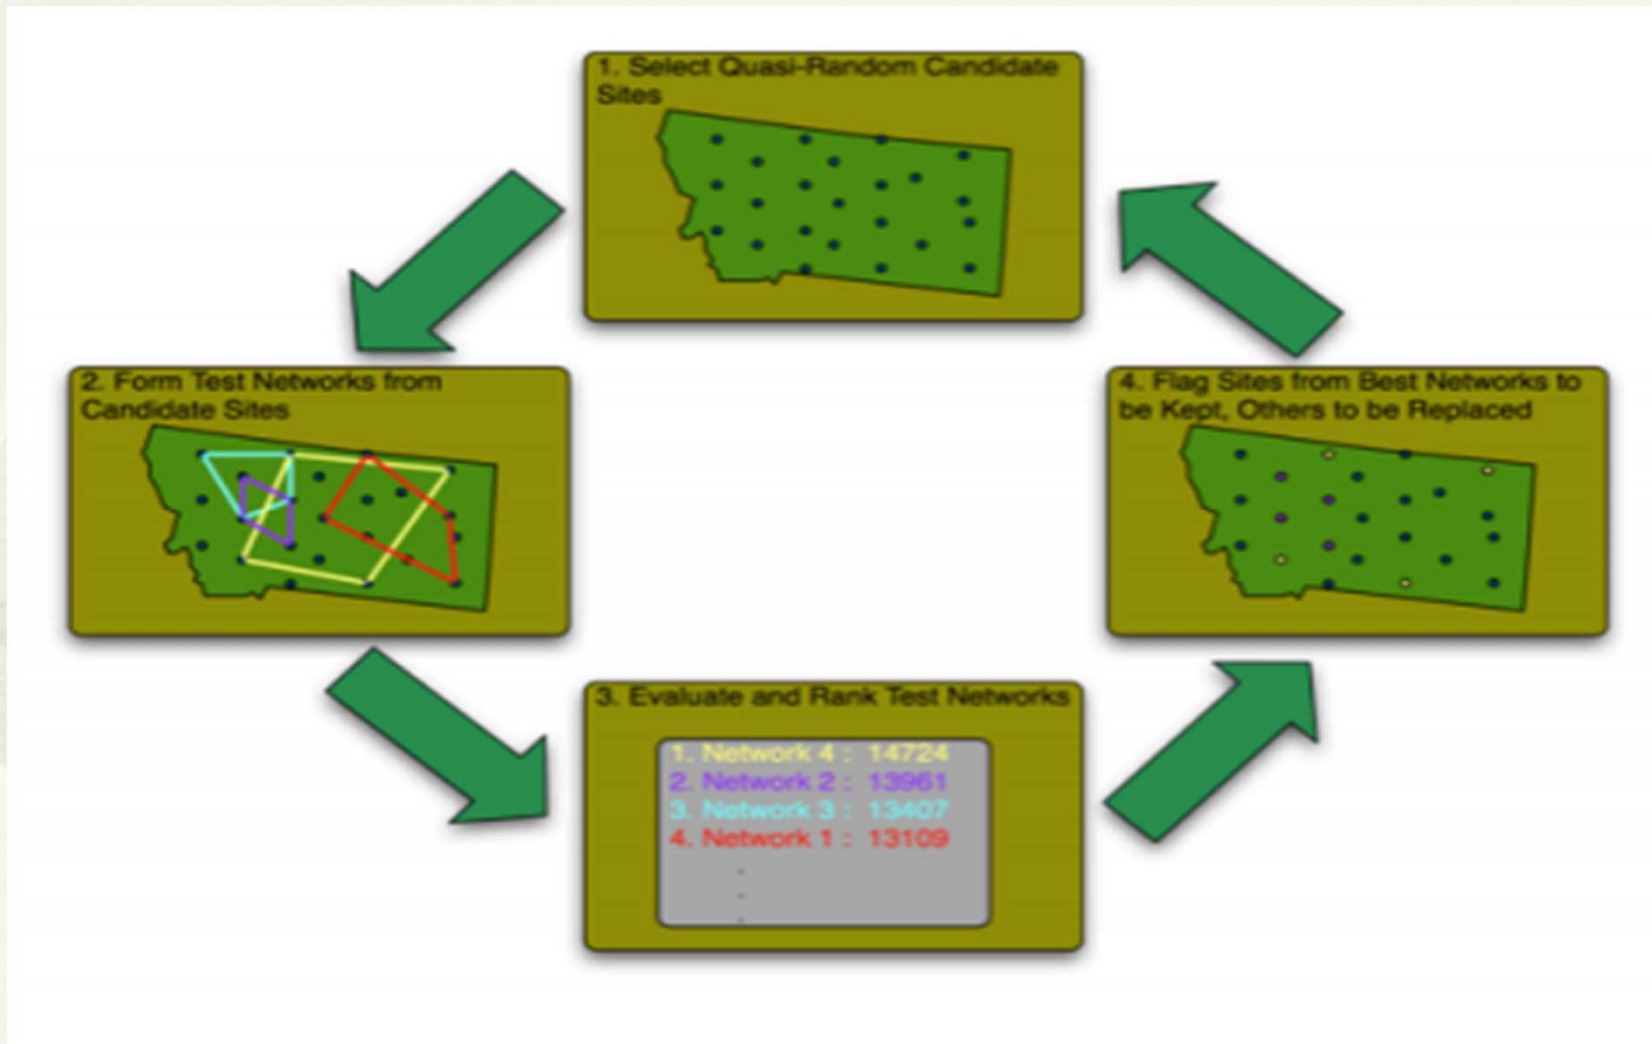 1. Select Quasi-Random Candidate
Sites
2. Form Test Networks from
Candidate Sites
3. Evaluate and Rank Test Networks
1. Network 4 : 14724
2. Network 2 : 13961
3. Network 3 : 13407
4. Network 1 : 13109
.
.
.
4. Flag Sites from Best Networks to
be Kept, Others to be Replaced